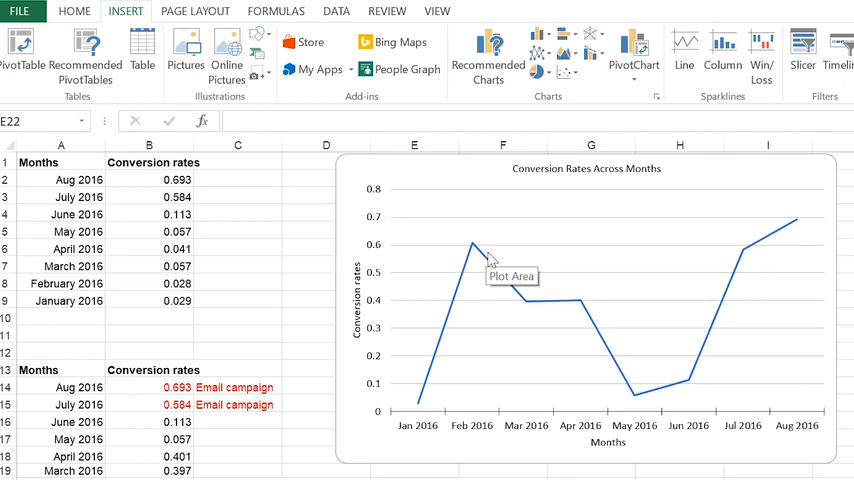 FILE HOME INSERT PAGE LAYOUT FORMULAS DATA REVIEW VIEW
PivotTable Recommended PivotTables Table
Tables
Pictures Online Pictures
Illustrations
Store
My Apps
Bing Maps
People Graph
Add-ins
Recommended Charts
PivotChart
Charts
Line Column Win/ Loss
Sparklines
Slicer
Filters
E22 fx
A B C D E F G H I
1 Months Conversion rates
2 Aug 2016 0.693
3 July 2016 0.584
4 June 2016 0.113
5 May 2016 0.057
6 April 2016 0.041
7 March 2016 0.057
8 February 2016 0.028
9 January 2016 0.029
10
11
12
13 Months Conversion rates
14 Aug 2016 0.693 Email campaign
15 July 2016 0.584 Email campaign
16 June 2016 0.113
17 May 2016 0.057
18 April 2016 0.401
19 March 2016 0.397
Conversion Rates Across Months
Conversion rates
0.8
0.7
0.6
0.5
0.4
0.3
0.2
0.1
0
Plot Area
Jan 2016 Feb 2016 Mar 2016 Apr 2016 May 2016 Jun 2016 Jul 2016 Aug 2016
Months